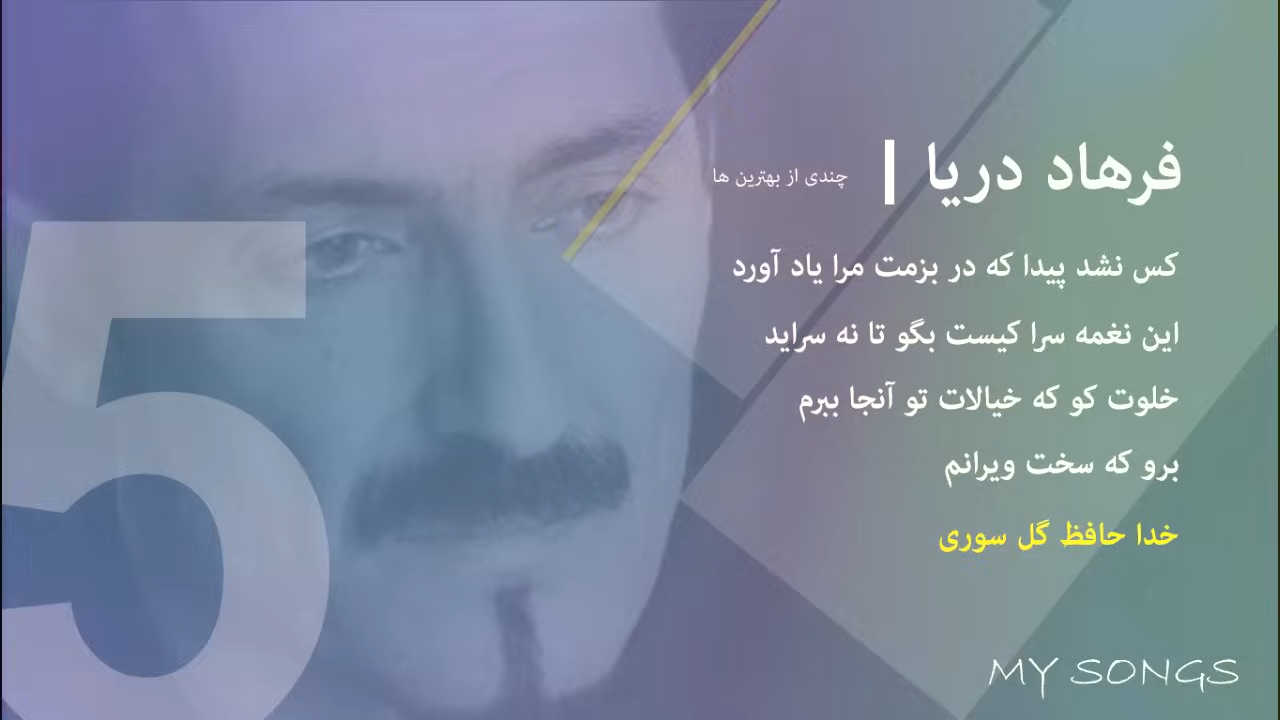 فرهاد دریا | چندی از بهترین ها
کس نشد پیدا که در بزمت مرا یاد آورد
این نغمه سرا کیست بگو تا نه سراید
خلوت کو که خیالات تو آنجا ببرم
برو که سخت ویرانم
خدا حافظ گل سوری
5
MY SONGS